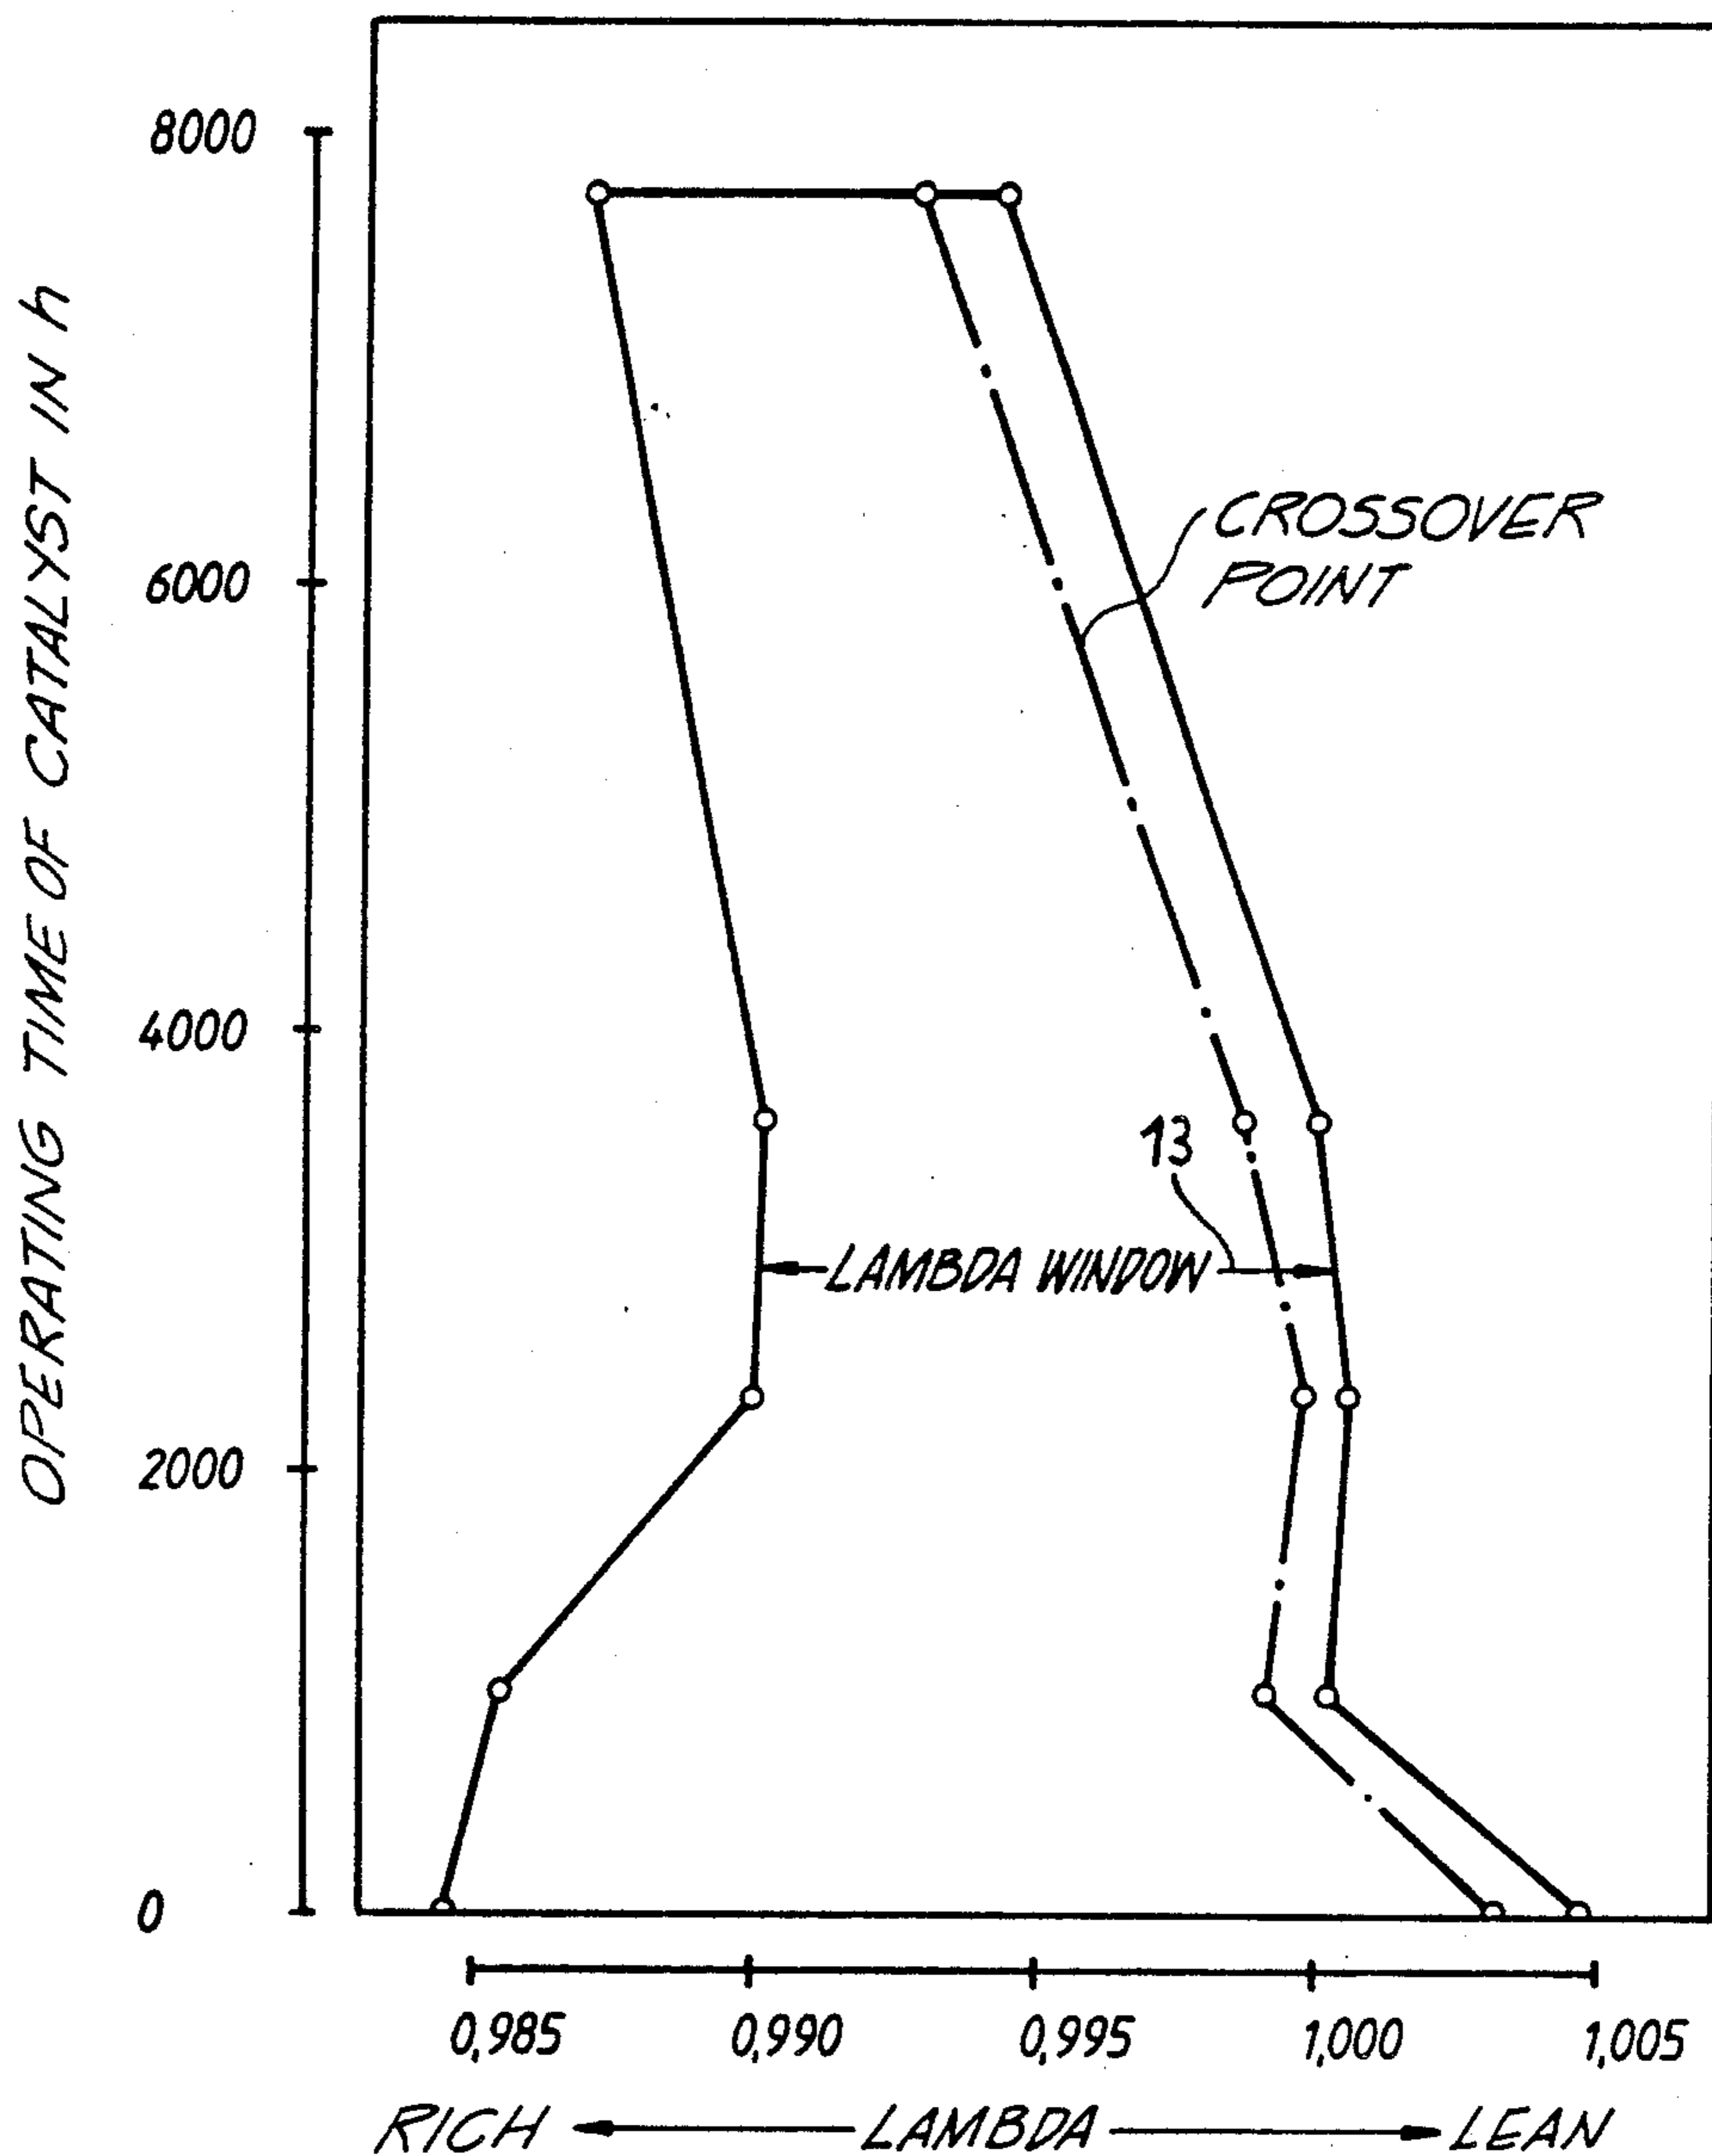 OPERATING TIME OF CATALYST IN h
8000
6000
4000
2000
0
CROSSOVER
POINT
13
LAMBDA WINDOW
0,985 0,990 0,995 1,000 1,005
RICH LAMBDA LEAN